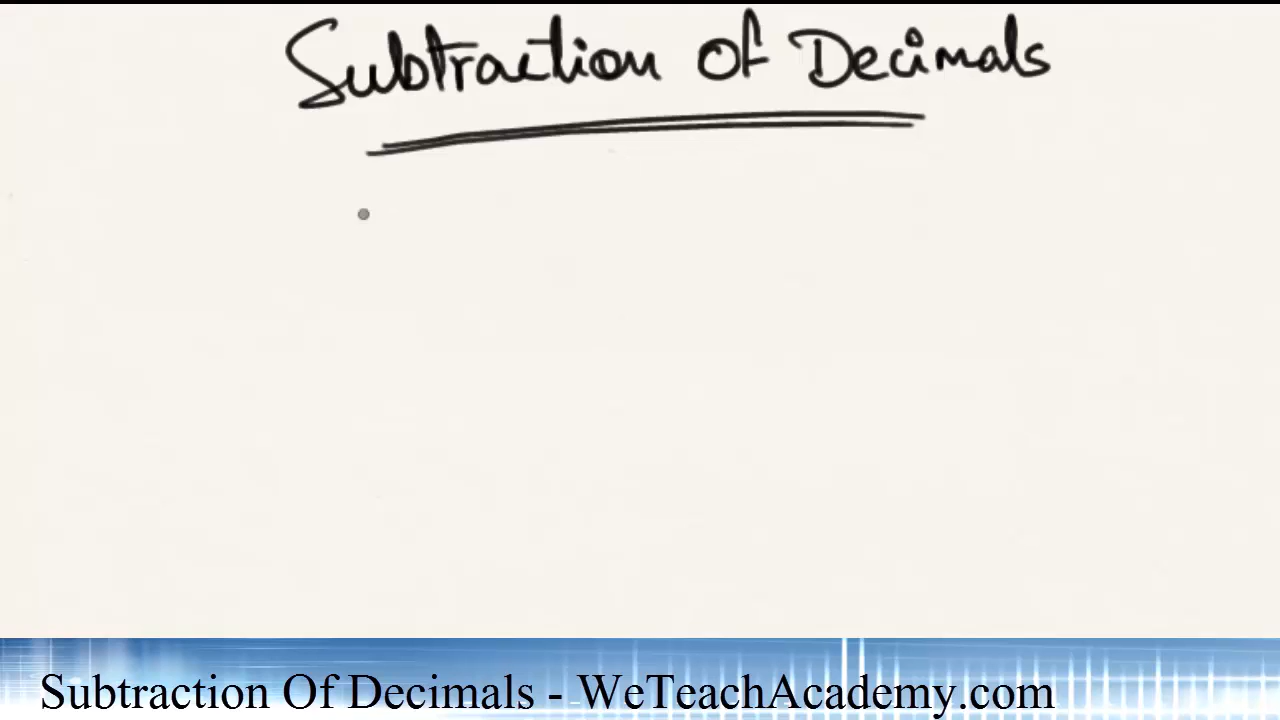 Subtraction of Decimals
Subtraction Of Decimals - WeTeachAcademy.com